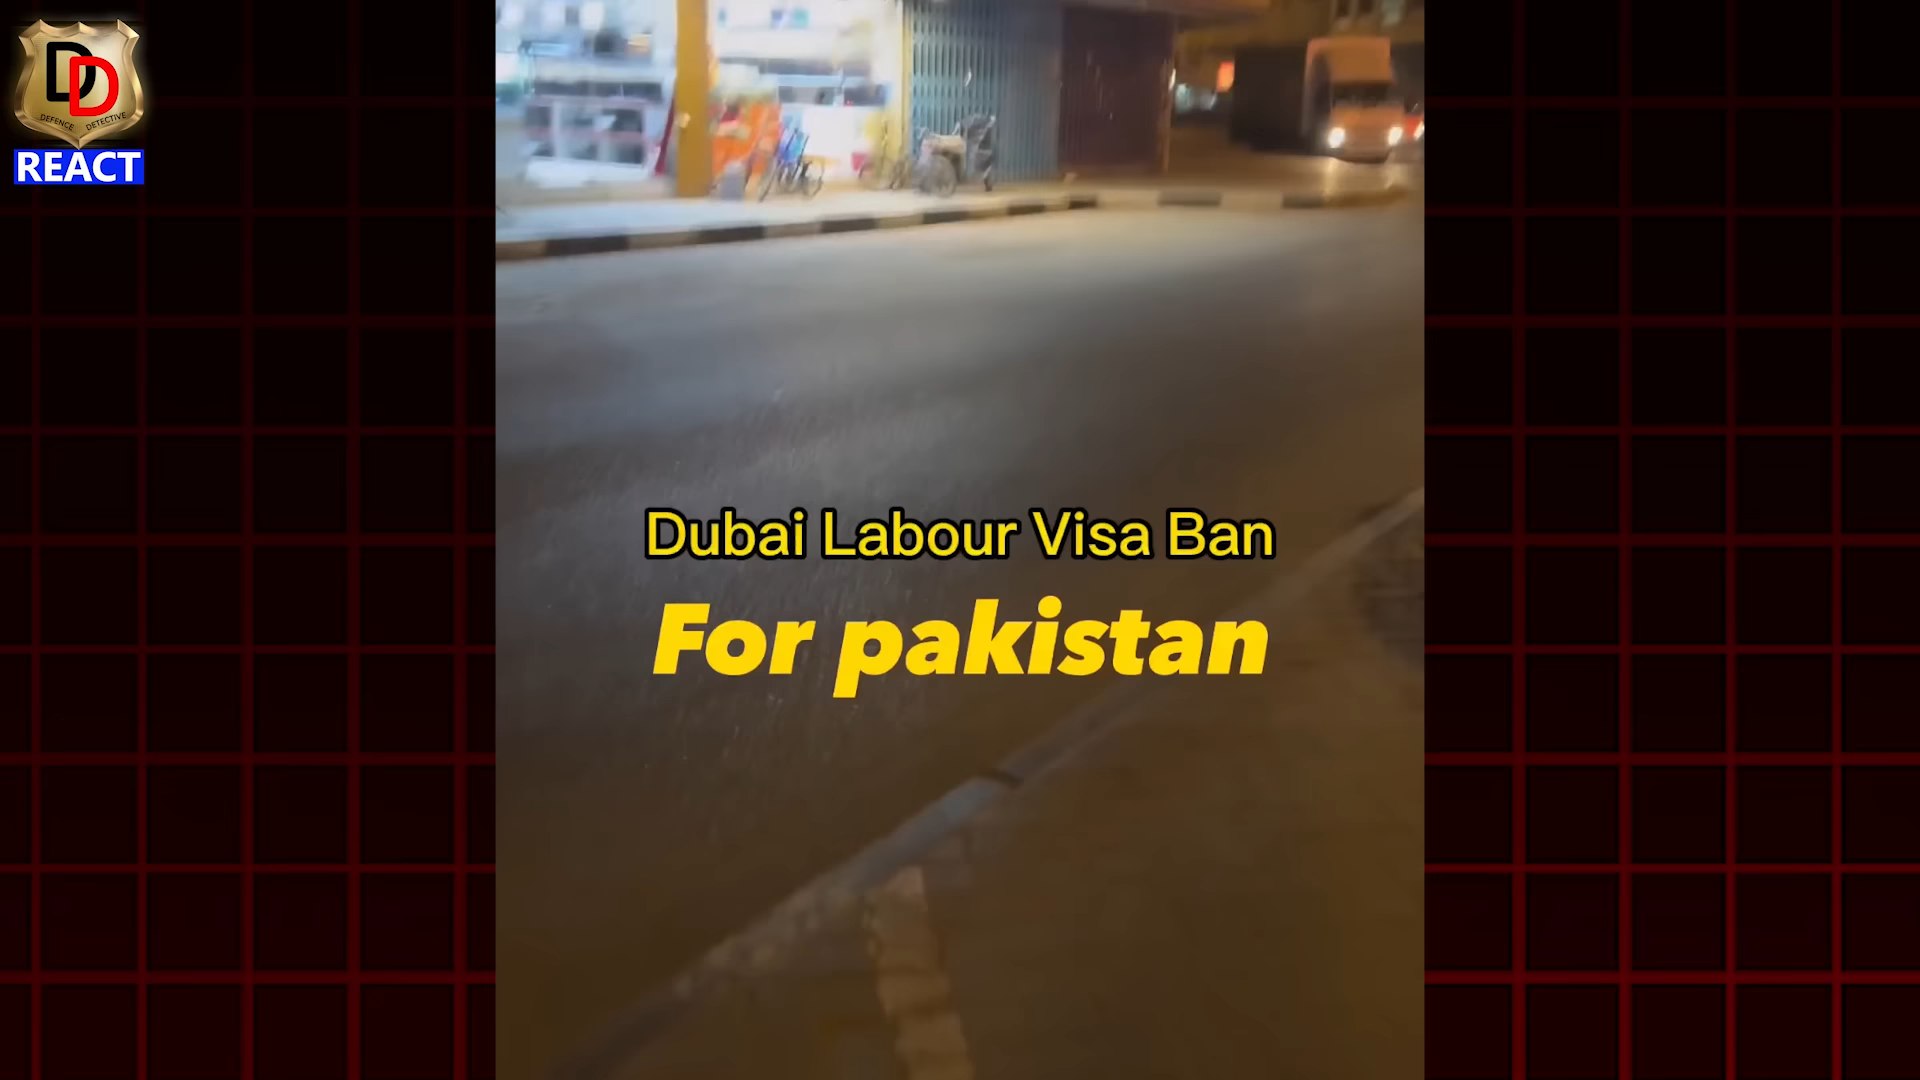 DD
DEFENCE DETECTIVE
REACT
Dubai Labour Visa Ban
For pakistan